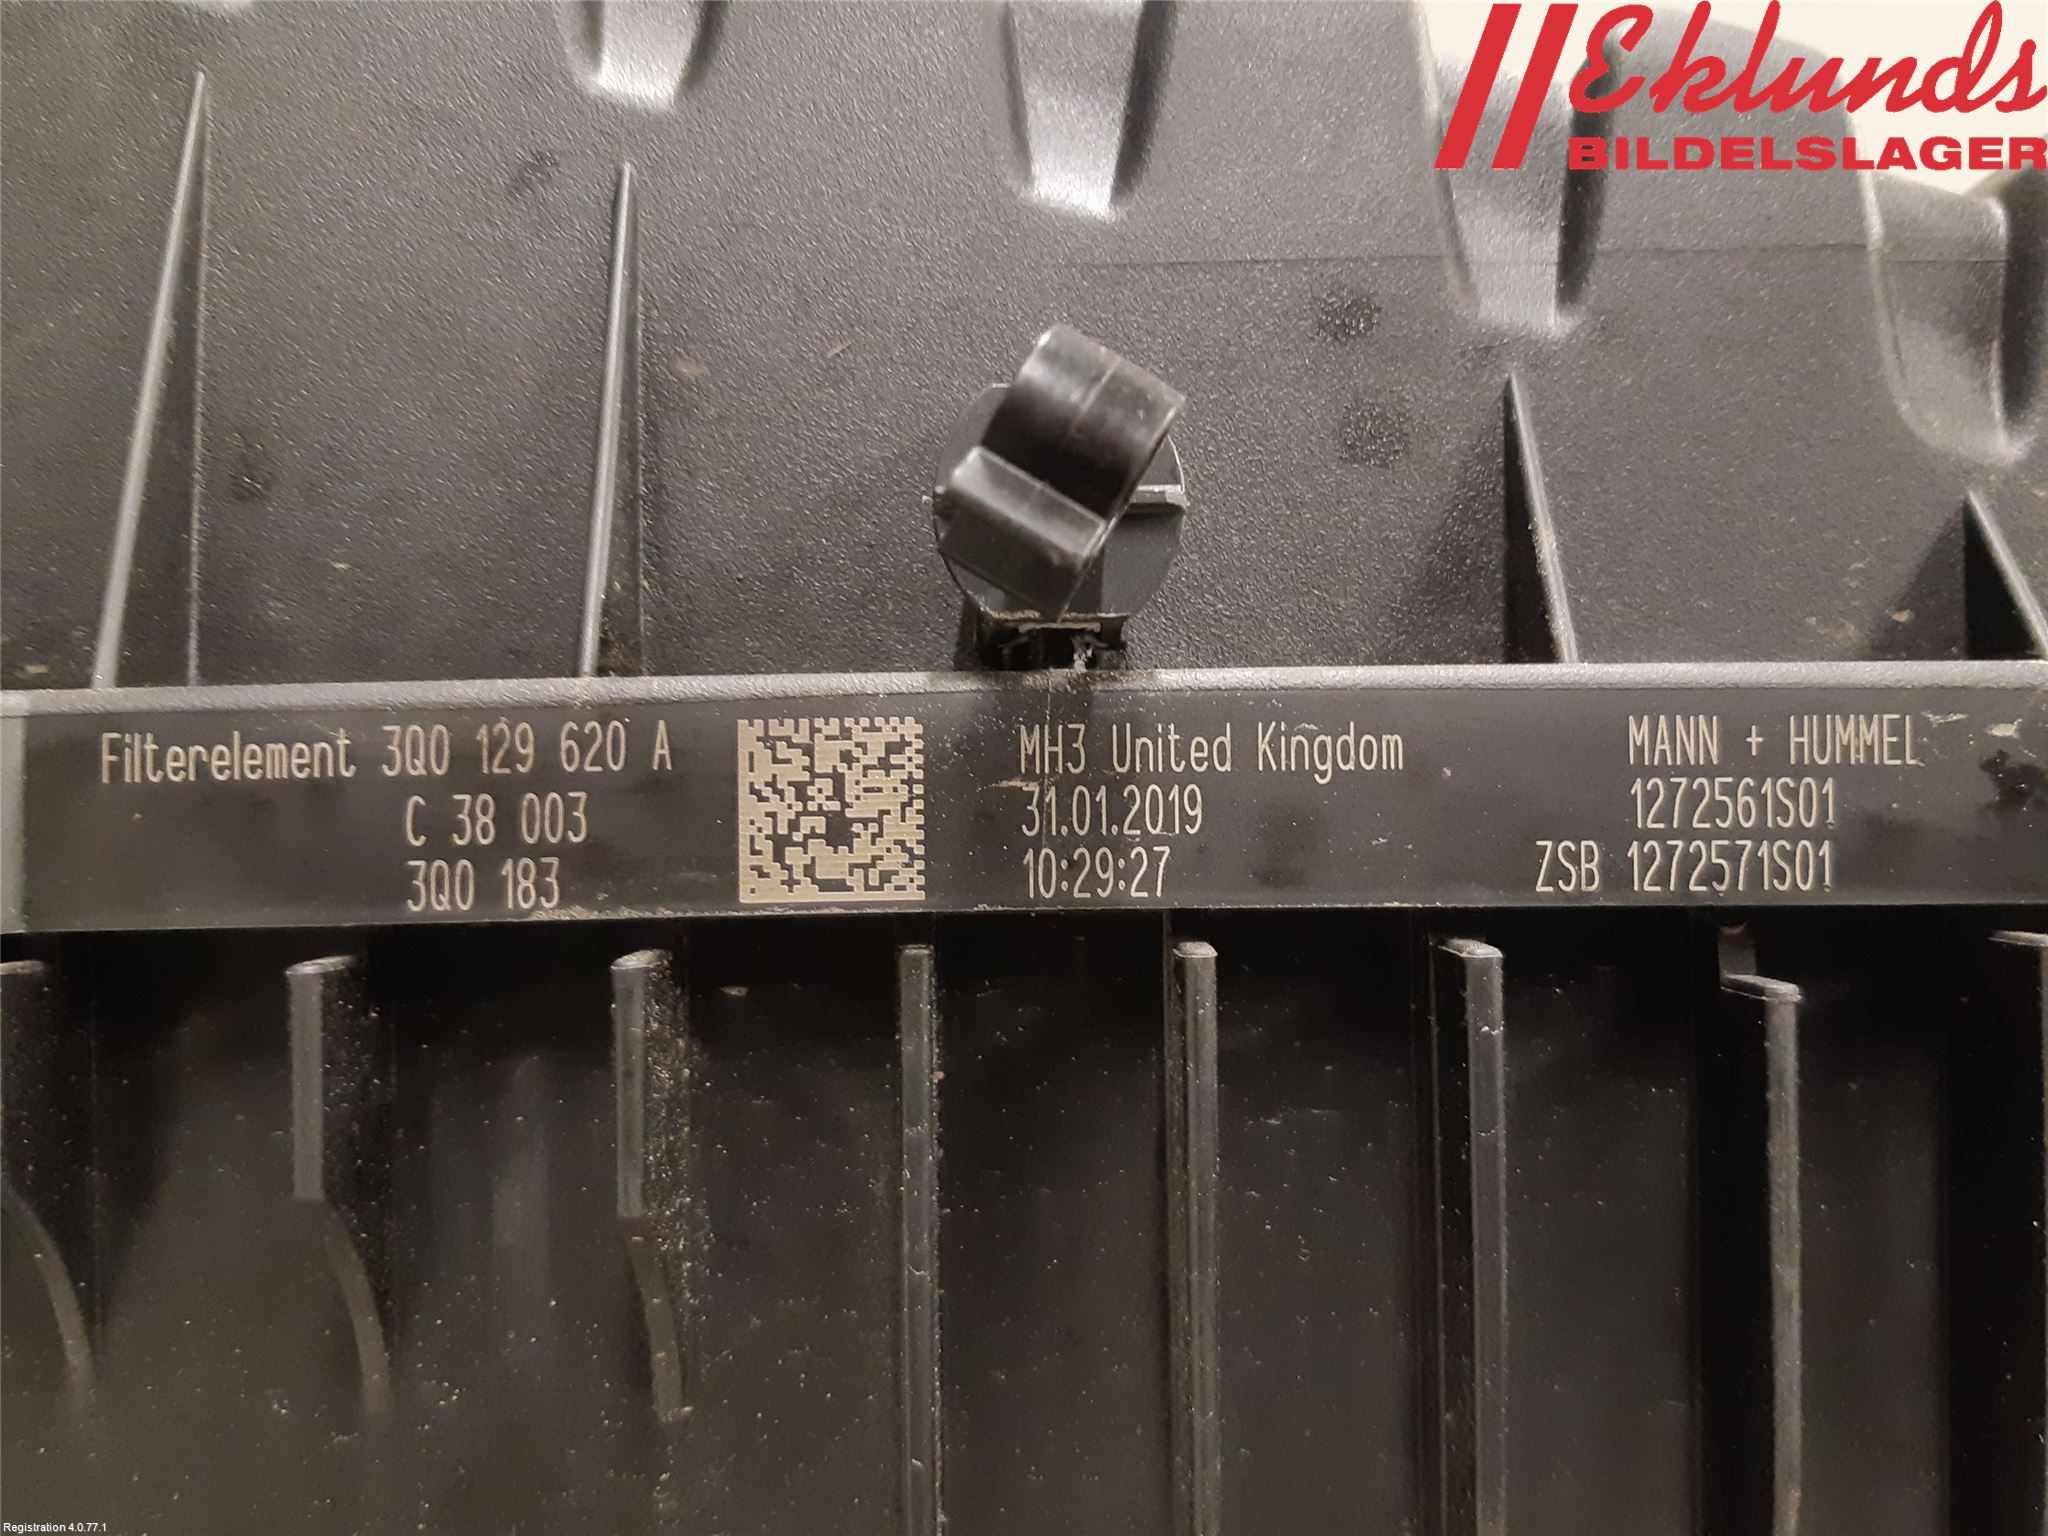 Eklunds
BILDELSLAGER
Filterelement 3Q0 129 620 A
C 38 003
3Q0 183
MH3 United Kingdom
31.01.2019
10:29:27
MANN + HUMMEL
1272561S01
ZSB 1272571S01
Registration 4.0.77.1